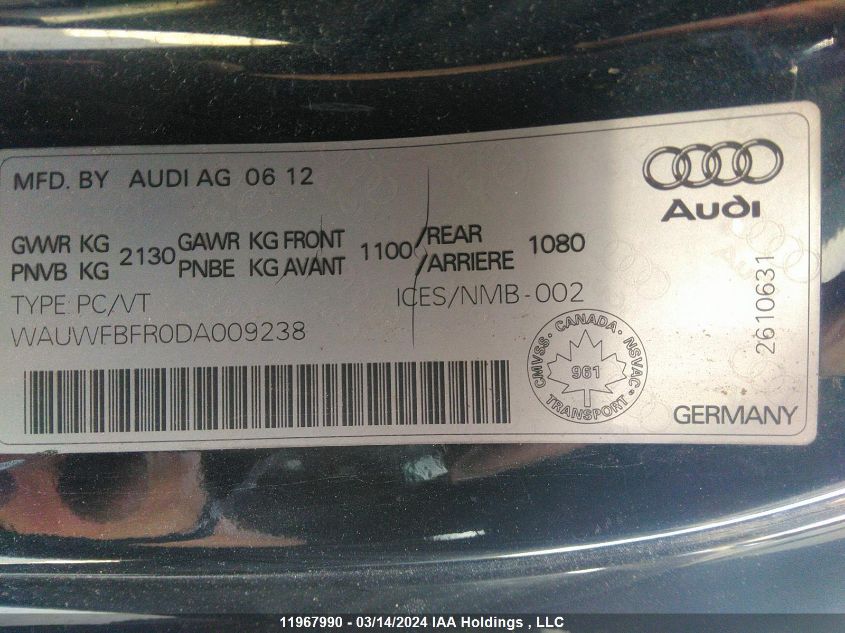 MFD. BY AUDI AG 06 12
Audi
GVWR KG 2130 GAWR KG FRONT 1100 /REAR 1080
PNVB KG PNBE KG AVANT /ARRIERE
TYPE PC/VT ICES/NMB-002
WAUWFBFR0DA009238
2610631
CMVSS. CANADA. NSVAC.
961
TRANSPORT
GERMANY
11967990 - 03/14/2024 IAA Holdings , LLC